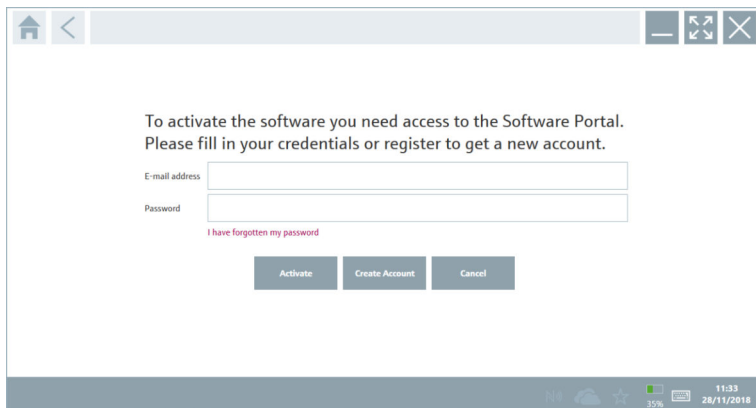 To activate the software you need access to the Software Portal.
Please fill in your credentials or register to get a new account.
E-mail address
Password
I have forgotten my password
Activate
Create Account
Cancel
11:33
35%
28/11/2018